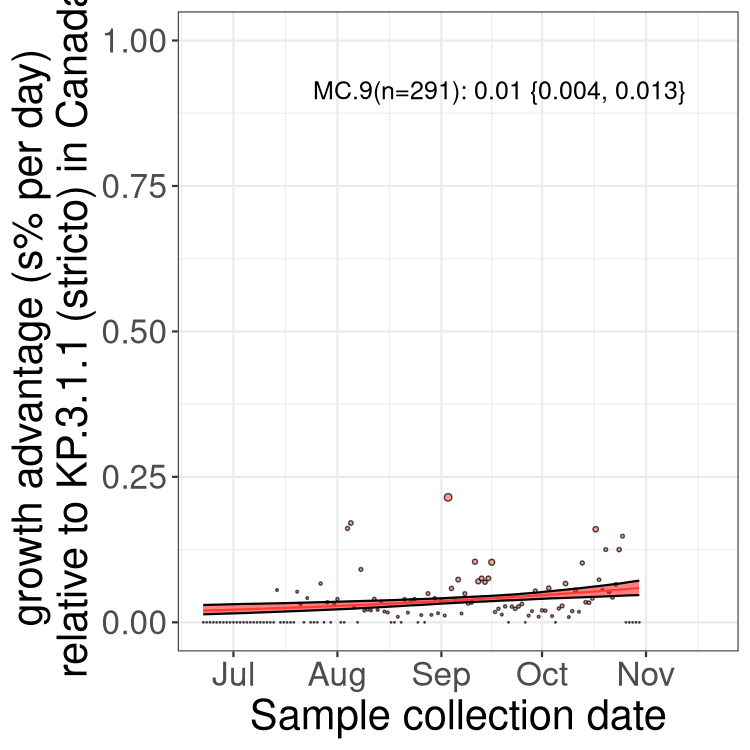 growth advantage (s% per day)
relative to KP.3.1.1 (stricto) in Canada
1.00
MC.9(n=291): 0.01 {0.004, 0.013}
0.75
0.50
0.25
0.00
Jul Aug Sep Oct Nov
Sample collection date